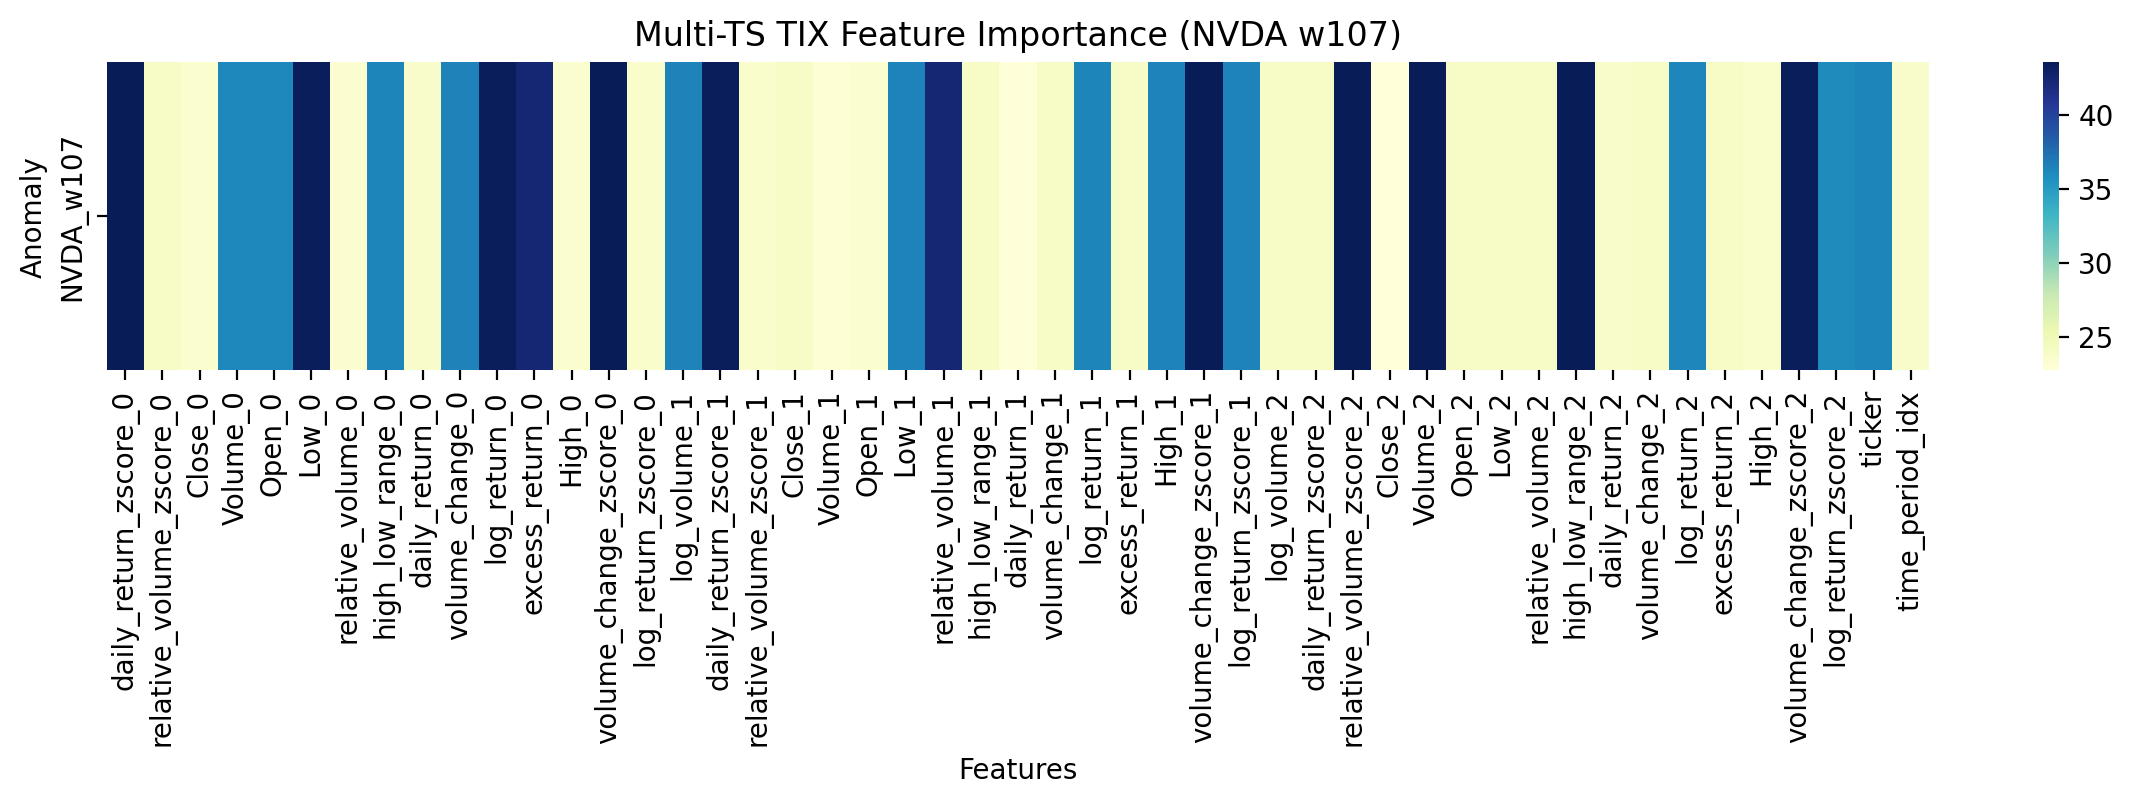 Multi-TS TIX Feature Importance (NVDA w107)
Anomaly
NVDA_w107
40
35
30
25
daily_return_zscore_0
relative_volume_zscore_0
Close_0
Volume_0
Open_0
Low_0
relative_volume_0
high_low_range_0
daily_return_0
volume_change_0
log_return_0
excess_return_0
High_0
volume_change_zscore_0
log_return_zscore_0
log_volume_1
daily_return_zscore_1
relative_volume_zscore_1
Close_1
Volume_1
Open_1
Low_1
relative_volume_1
high_low_range_1
daily_return_1
volume_change_1
log_return_1
excess_return_1
High_1
volume_change_zscore_1
log_return_zscore_1
log_volume_2
daily_return_zscore_2
relative_volume_zscore_2
Close_2
Volume_2
Open_2
Low_2
relative_volume_2
high_low_range_2
daily_return_2
volume_change_2
log_return_2
excess_return_2
High_2
volume_change_zscore_2
log_return_zscore_2
ticker
time_period_idx
Features